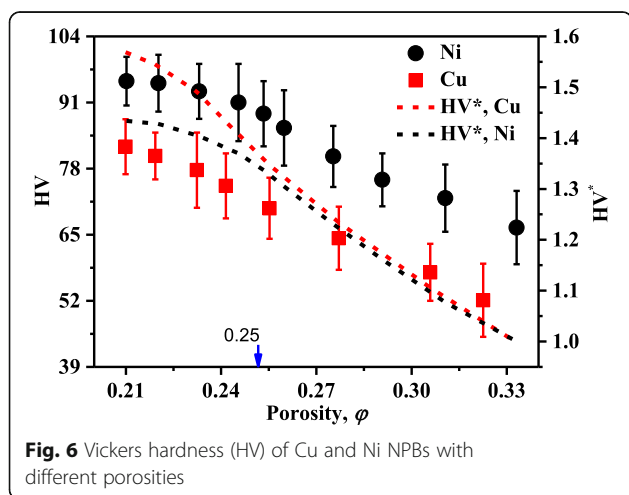 104
91
78
65
52
39
HV
Ni
Cu
HV*, Cu
HV*, Ni
1.6
1.5
1.4
1.3
1.2
1.1
1.0
HV*
0.25
0.21 0.24 0.27 0.30 0.33
Porosity, φ
Fig. 6 Vickers hardness (HV) of Cu and Ni NPBs with
different porosities